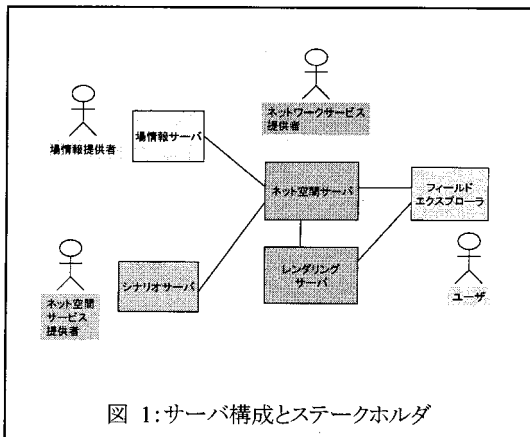 ネットワークサービス
提供者
場情報提供者
場情報サーバ
ネット空間サーバ
フィールド
エクスプローラ
ネット空間
サービス
提供者
シナリオサーバ
レンダリング
サーバ
ユーザ
図 1:サーバ構成とステークホルダ